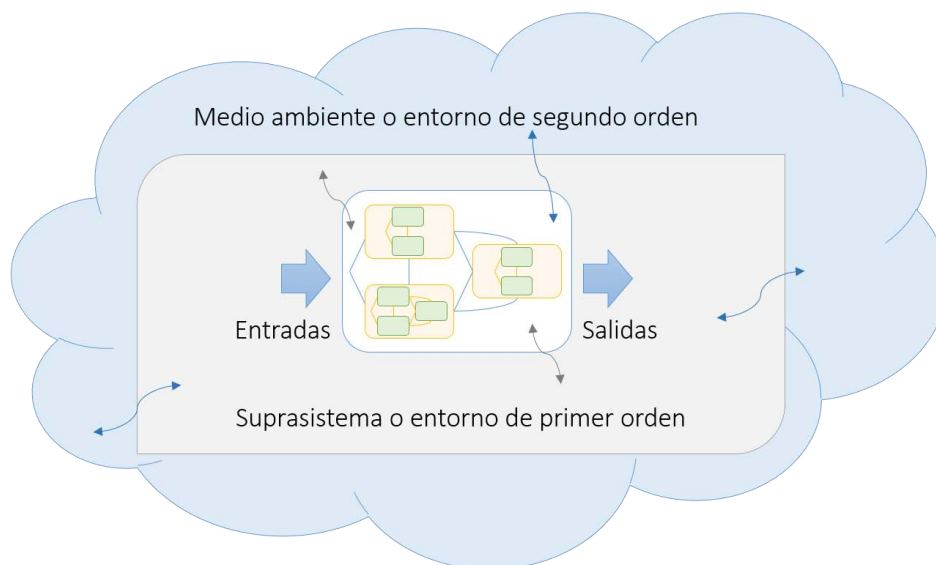 Medio ambiente o entorno de segundo orden
Entradas
Salidas
Suprasistema o entorno de primer orden